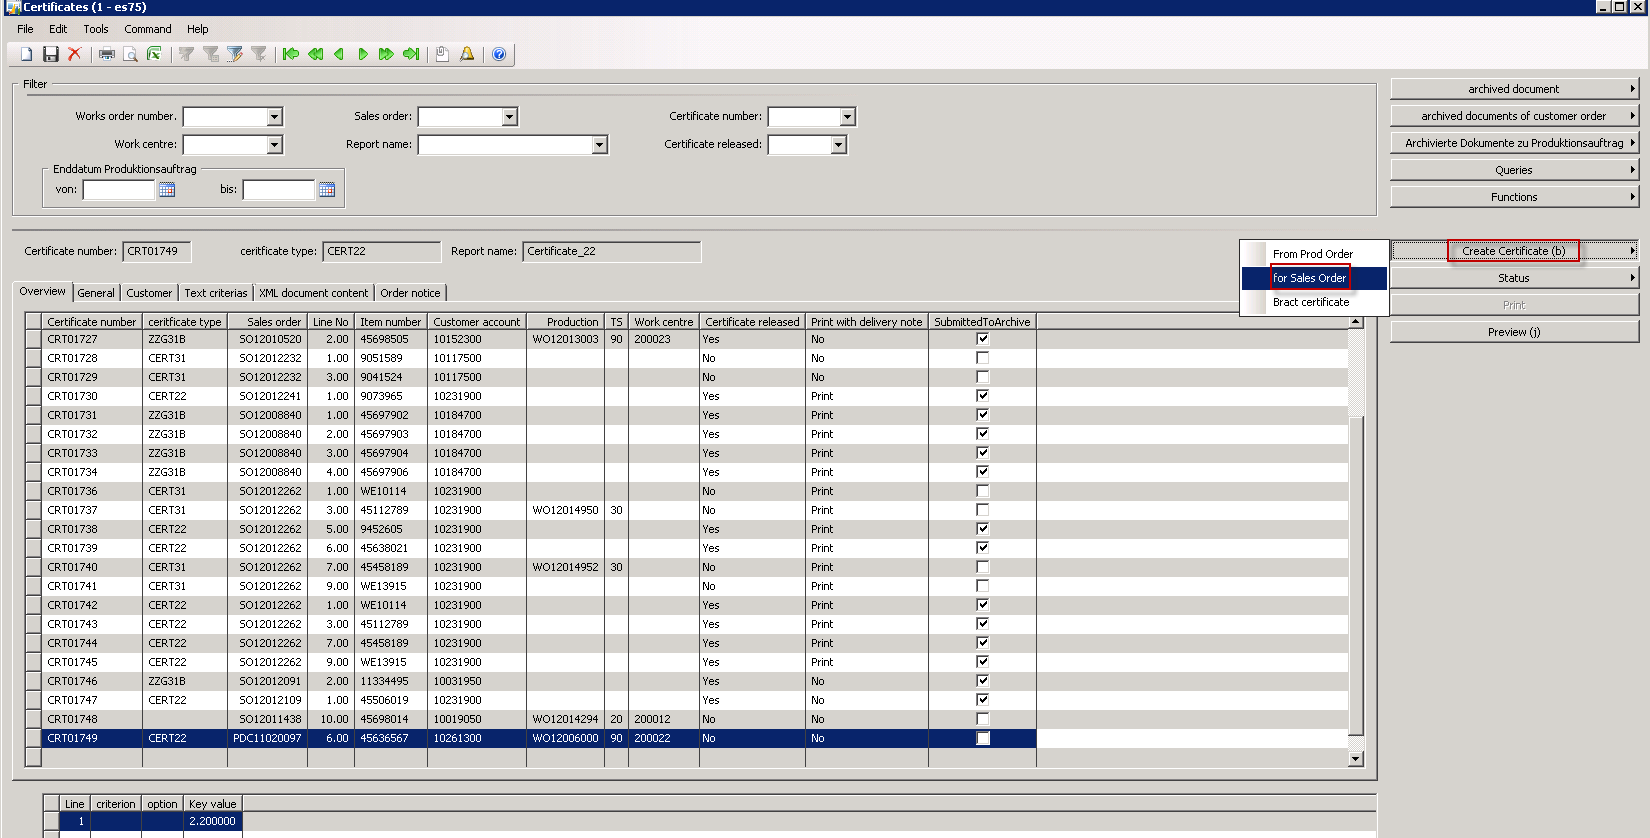 Certificates (1 - es75)
File Edit Tools Command Help
Filter
Works order number. Sales order: Certificate number:
Work centre: Report name: Certificate released:
Enddatum Produktionsauftrag
von: bis:
archived document
archived documents of customer order
Archivierte Dokumente zu Produktionsauftrag
Queries
Functions
Certificate number: CRT01749 ceritficate type: CERT22 Report name: Certificate_22
Create Certificate (b)
From Prod Order
for Sales Order
Bract certificate
Status
Print
Preview (j)
Overview General Customer Text criterias XML document content Order notice
Certificate number ceritficate type Sales order Line No Item number Customer account Production TS Work centre Certificate released Print with delivery note SubmittedToArchive
CRT01727 ZZG31B SO12010520 2.00 45698505 10152300 WO12013003 90 200023 Yes No
CRT01728 CERT31 SO12012232 1.00 9051589 10117500 No No
CRT01729 CERT31 SO12012232 3.00 9041524 10117500 No No
CRT01730 CERT22 SO12012241 1.00 9073965 10231900 Yes Print
CRT01731 ZZG31B SO12008840 1.00 45697902 10184700 Yes Print
CRT01732 ZZG31B SO12008840 2.00 45697903 10184700 Yes Print
CRT01733 ZZG31B SO12008840 3.00 45697904 10184700 Yes Print
CRT01734 ZZG31B SO12008840 4.00 45697906 10184700 Yes Print
CRT01736 CERT31 SO12012262 1.00 WE10114 10231900 No Print
CRT01737 CERT31 SO12012262 3.00 45112789 10231900 WO12014950 30 No Print
CRT01738 CERT22 SO12012262 5.00 9452605 10231900 Yes Print
CRT01739 CERT22 SO12012262 6.00 45638021 10231900 Yes Print
CRT01740 CERT31 SO12012262 7.00 45458189 10231900 WO12014952 30 No Print
CRT01741 CERT31 SO12012262 9.00 WE13915 10231900 No Print
CRT01742 CERT22 SO12012262 1.00 WE10114 10231900 Yes Print
CRT01743 CERT22 SO12012262 3.00 45112789 10231900 Yes Print
CRT01744 CERT22 SO12012262 7.00 45458189 10231900 Yes Print
CRT01745 CERT22 SO12012262 9.00 WE13915 10231900 Yes Print
CRT01746 ZZG31B SO12012091 2.00 11334495 10031950 Yes No
CRT01747 CERT22 SO12012109 1.00 45506019 10231900 Yes No
CRT01748 SO12011438 10.00 45698014 10019050 WO12014294 20 200012 No No
CRT01749 CERT22 PDC11020097 6.00 45636567 10261300 WO12006000 90 200022 No No
Line criterion option Key value
1 2.200000